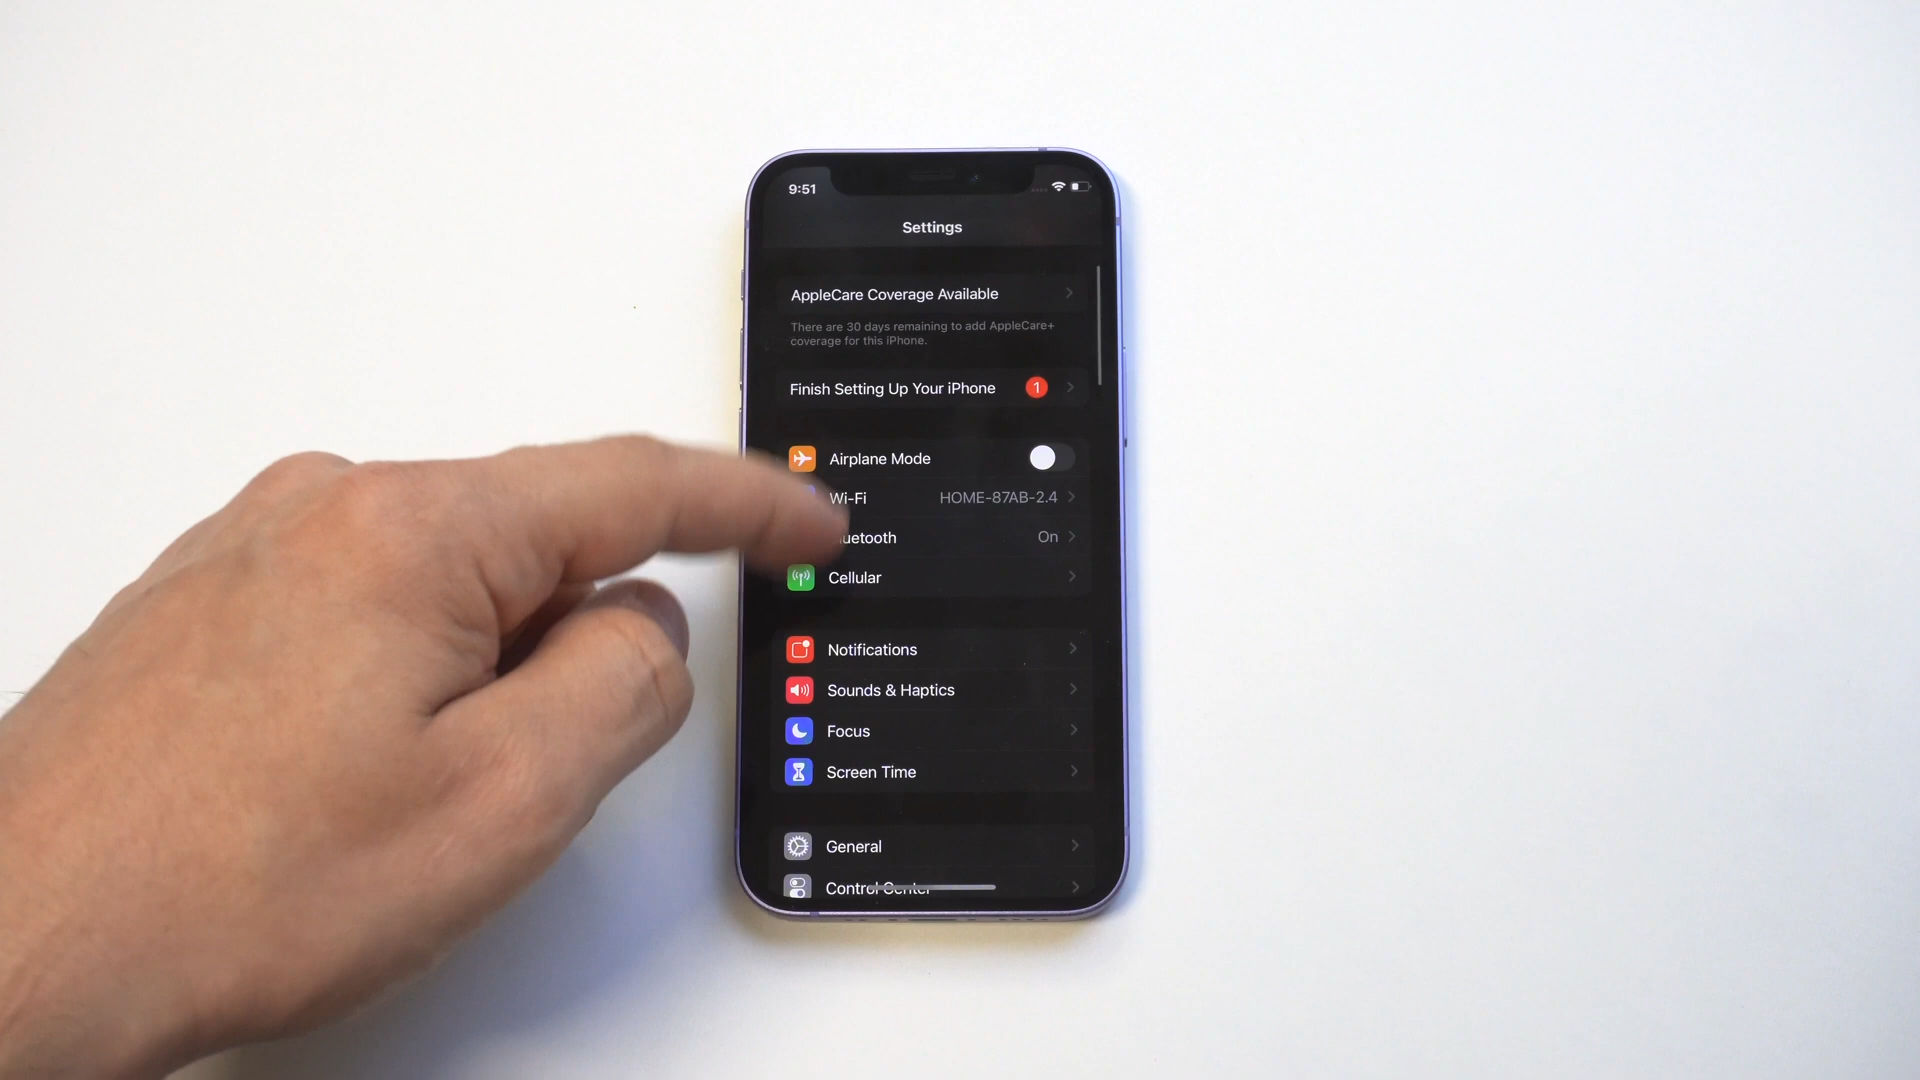 9:51
Settings
AppleCare Coverage Available
There are 30 days remaining to add AppleCare+
coverage for this iPhone.
Finish Setting Up Your iPhone 1
Airplane Mode
Wi-Fi HOME-87AB-2.4
uetooth On
Cellular
Notifications
Sounds & Haptics
Focus
Screen Time
General
Control Center